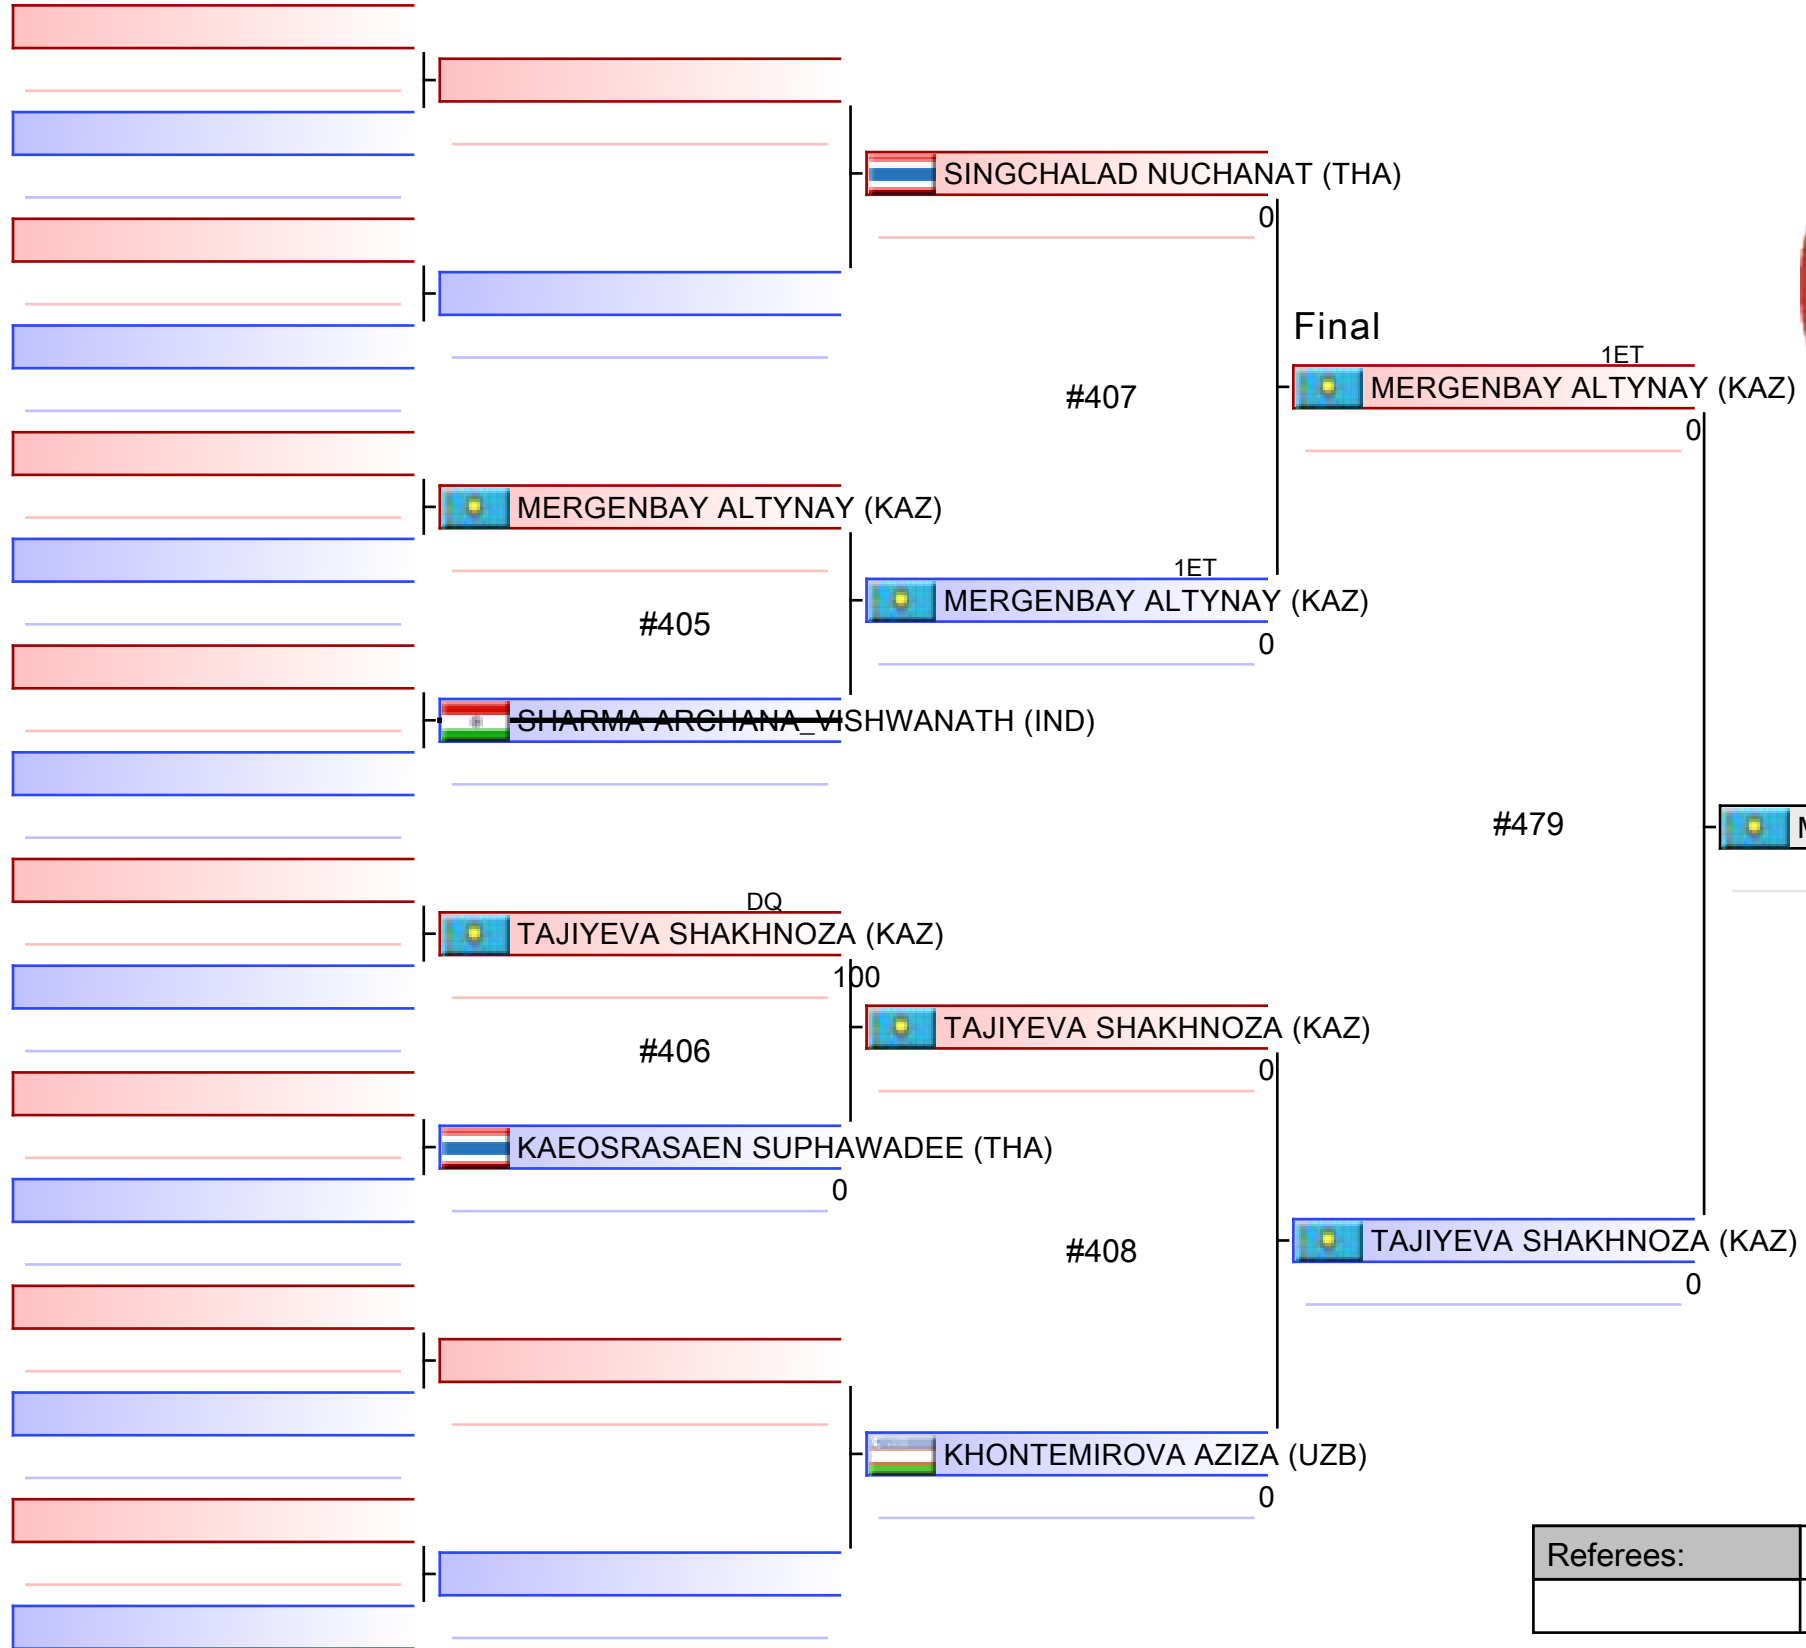 SINGCHALAD NUCHANAT (THA)
0
Final
1ET
MERGENBAY ALTYNAY (KAZ)
0
#407
MERGENBAY ALTYNAY (KAZ)
1ET
MERGENBAY ALTYNAY (KAZ)
0
#405
SHARMA ARCHANA_VISHWANATH (IND)
#479
M
DQ
TAJIYEVA SHAKHNOZA (KAZ)
100
TAJIYEVA SHAKHNOZA (KAZ)
0
#406
KAEOSRASAEN SUPHAWADEE (THA)
0
#408
TAJIYEVA SHAKHNOZA (KAZ)
0
KHONTEMIROVA AZIZA (UZB)
0
Referees: